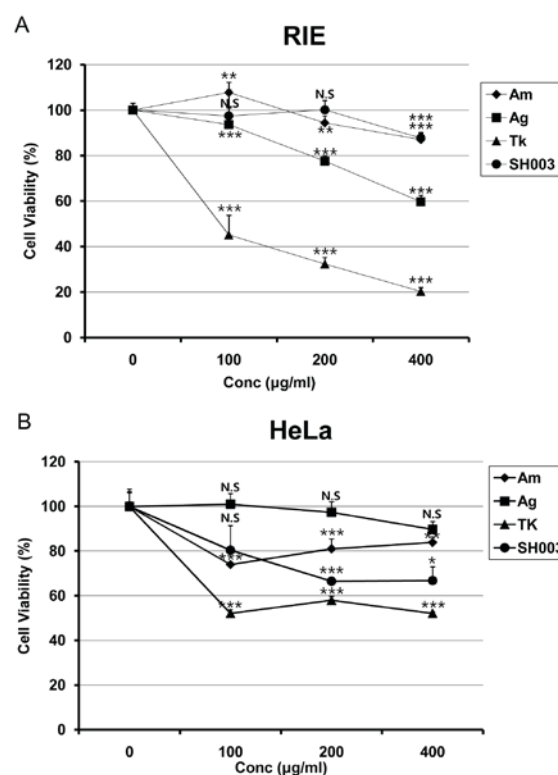 A
RIE
120
100
80
60
40
20
0
Cell Viability (%)
**
N.S
***
***
N.S
**
***
***
***
***
***
***
0
100
200
400
Conc (µg/ml)
Am
Ag
Tk
SH003
B
HeLa
120
100
80
60
40
20
0
Cell Viability (%)
N.S
N.S
***
***
N.S
***
***
***
N.S
**
*
***
0
100
200
400
Conc (µg/ml)
Am
Ag
TK
SH003